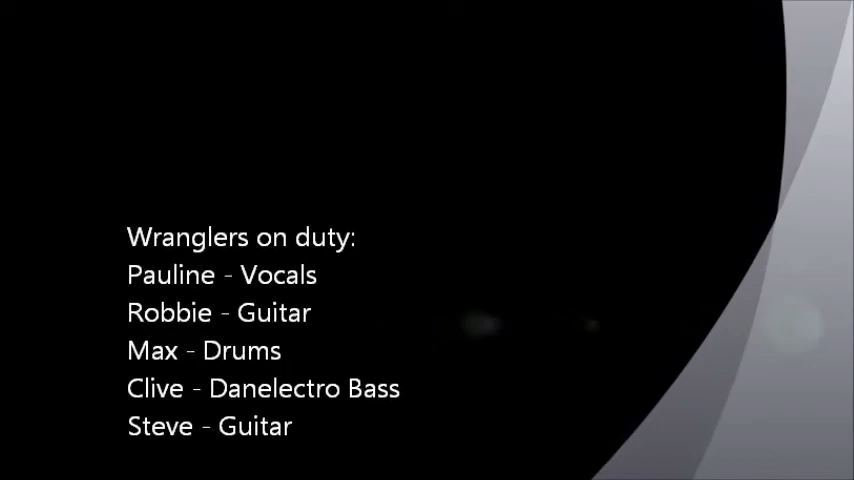 Wranglers on duty:
Pauline - Vocals
Robbie - Guitar
Max - Drums
Clive - Danelectro Bass
Steve - Guitar